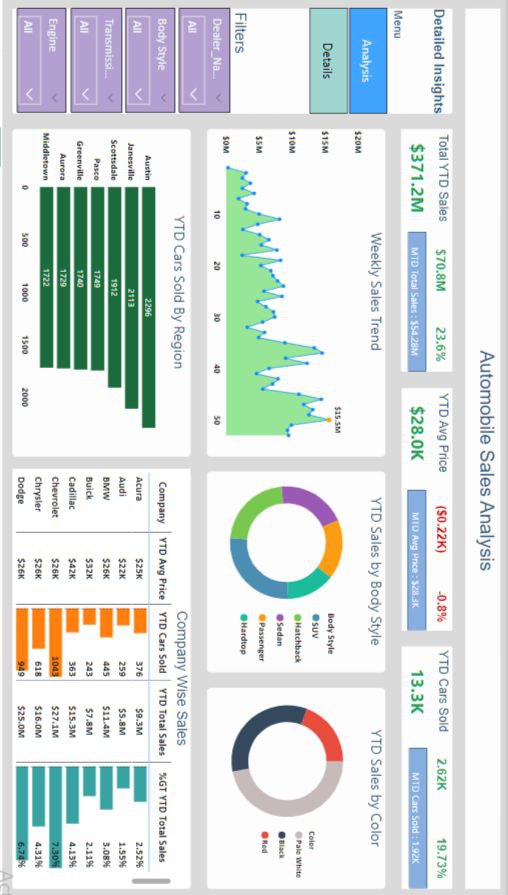 Automobile Sales Analysis
Detailed Insights
Menu
Analysis
Details
Filters
Dealer_Na...
All
Body Style
All
Transmissi...
All
Engine
All
Total YTD Sales
$371.2M
$70.8M
23.6%
MTD Total Sales : $54.28M
YTD Avg Price
$28.0K
($0.22K)
-0.8%
MTD Avg Price : $28.3K
YTD Cars Sold
13.3K
2.62K
19.73%
MTD Cars Sold : 1.92K
Weekly Sales Trend
$20M
$15M
$10M
$5M
$0M
$15.5M
10
20
30
40
50
YTD Sales by Body Style
Body Style
SUV
Hatchback
Sedan
Passenger
Hardtop
YTD Sales by Color
Color
Pale White
Black
Red
YTD Cars Sold By Region
Austin 2296
Janesville 2113
Scottsdale 1912
Pasco 1749
Greenville 1740
Aurora 1729
Middletown 1722
0 500 1000 1500 2000
Company Wise Sales
Company YTD Avg Price YTD Cars Sold YTD Total Sales %GT YTD Total Sales
Acura $25K 376 $9.3M 2.52%
Audi $22K 259 $5.8M 1.55%
BMW $26K 445 $11.4M 3.08%
Buick $32K 243 $7.8M 2.11%
Cadillac $42K 363 $15.3M 4.13%
Chevrolet $26K 1043 $27.1M 7.30%
Chrysler $26K 618 $16.0M 4.31%
Dodge $26K 949 $25.0M 6.74%